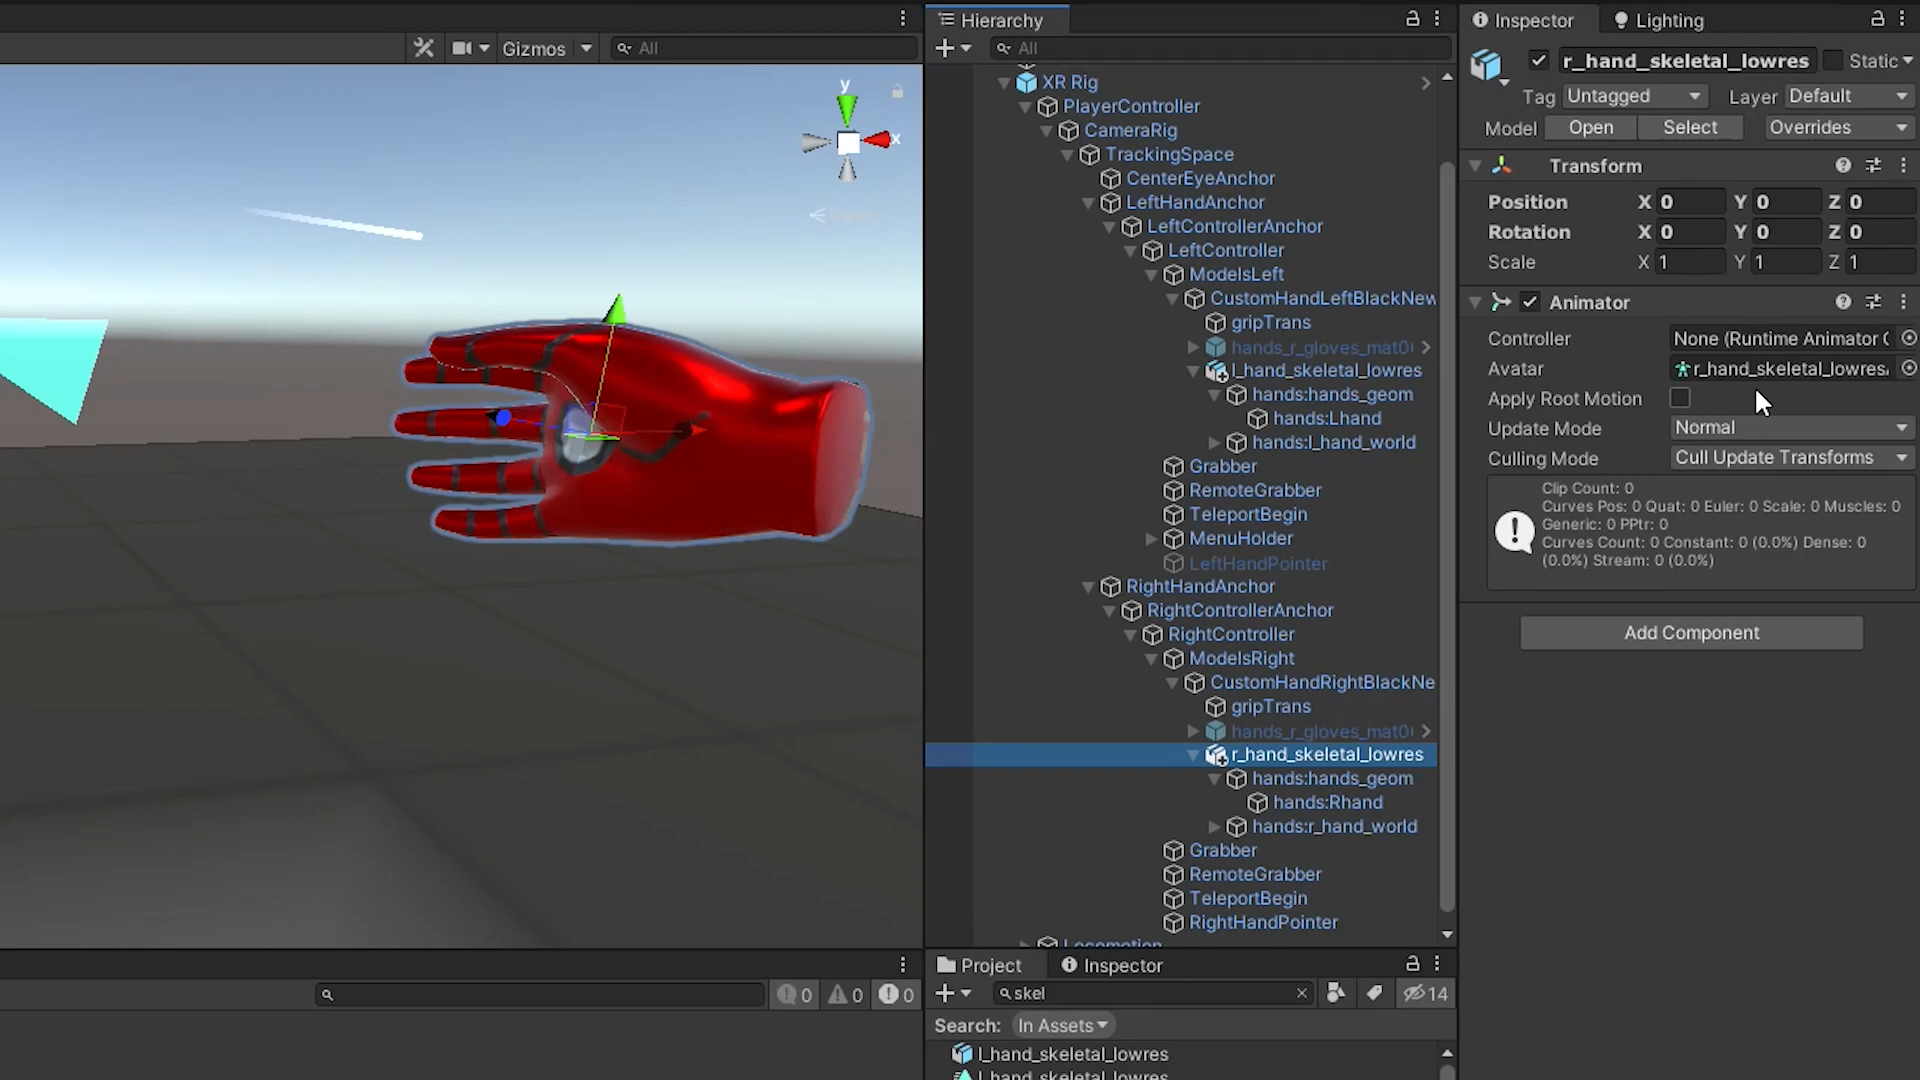 Gizmos
All
y
x
0
0
0
Hierarchy
All
XR Rig
PlayerController
CameraRig
TrackingSpace
CenterEyeAnchor
LeftHandAnchor
LeftControllerAnchor
LeftController
ModelsLeft
CustomHandLeftBlackNew
gripTrans
hands_r_gloves_mat0
l_hand_skeletal_lowres
hands:hands_geom
hands:Lhand
hands:l_hand_world
Grabber
RemoteGrabber
TeleportBegin
MenuHolder
LeftHandPointer
RightHandAnchor
RightControllerAnchor
RightController
ModelsRight
CustomHandRightBlackNe
gripTrans
hands_r_gloves_mat0
r_hand_skeletal_lowres
hands:hands_geom
hands:Rhand
hands:r_hand_world
Grabber
RemoteGrabber
TeleportBegin
RightHandPointer
Locomotion
Project Inspector
skel
14
Search: In Assets
l_hand_skeletal_lowres
l_hand_skeletal_lowres
Inspector Lighting
r_hand_skeletal_lowres Static
Tag Untagged Layer Default
Model Open Select Overrides
Transform
Position X 0 Y 0 Z 0
Rotation X 0 Y 0 Z 0
Scale X 1 Y 1 Z 1
Animator
Controller None (Runtime Animator C
Avatar r_hand_skeletal_lowres
Apply Root Motion
Update Mode Normal
Culling Mode Cull Update Transforms
Clip Count: 0
Curves Pos: 0 Quat: 0 Euler: 0 Scale: 0 Muscles: 0
Generic: 0 PPtr: 0
Curves Count: 0 Constant: 0 (0.0%) Dense: 0
(0.0%) Stream: 0 (0.0%)
Add Component